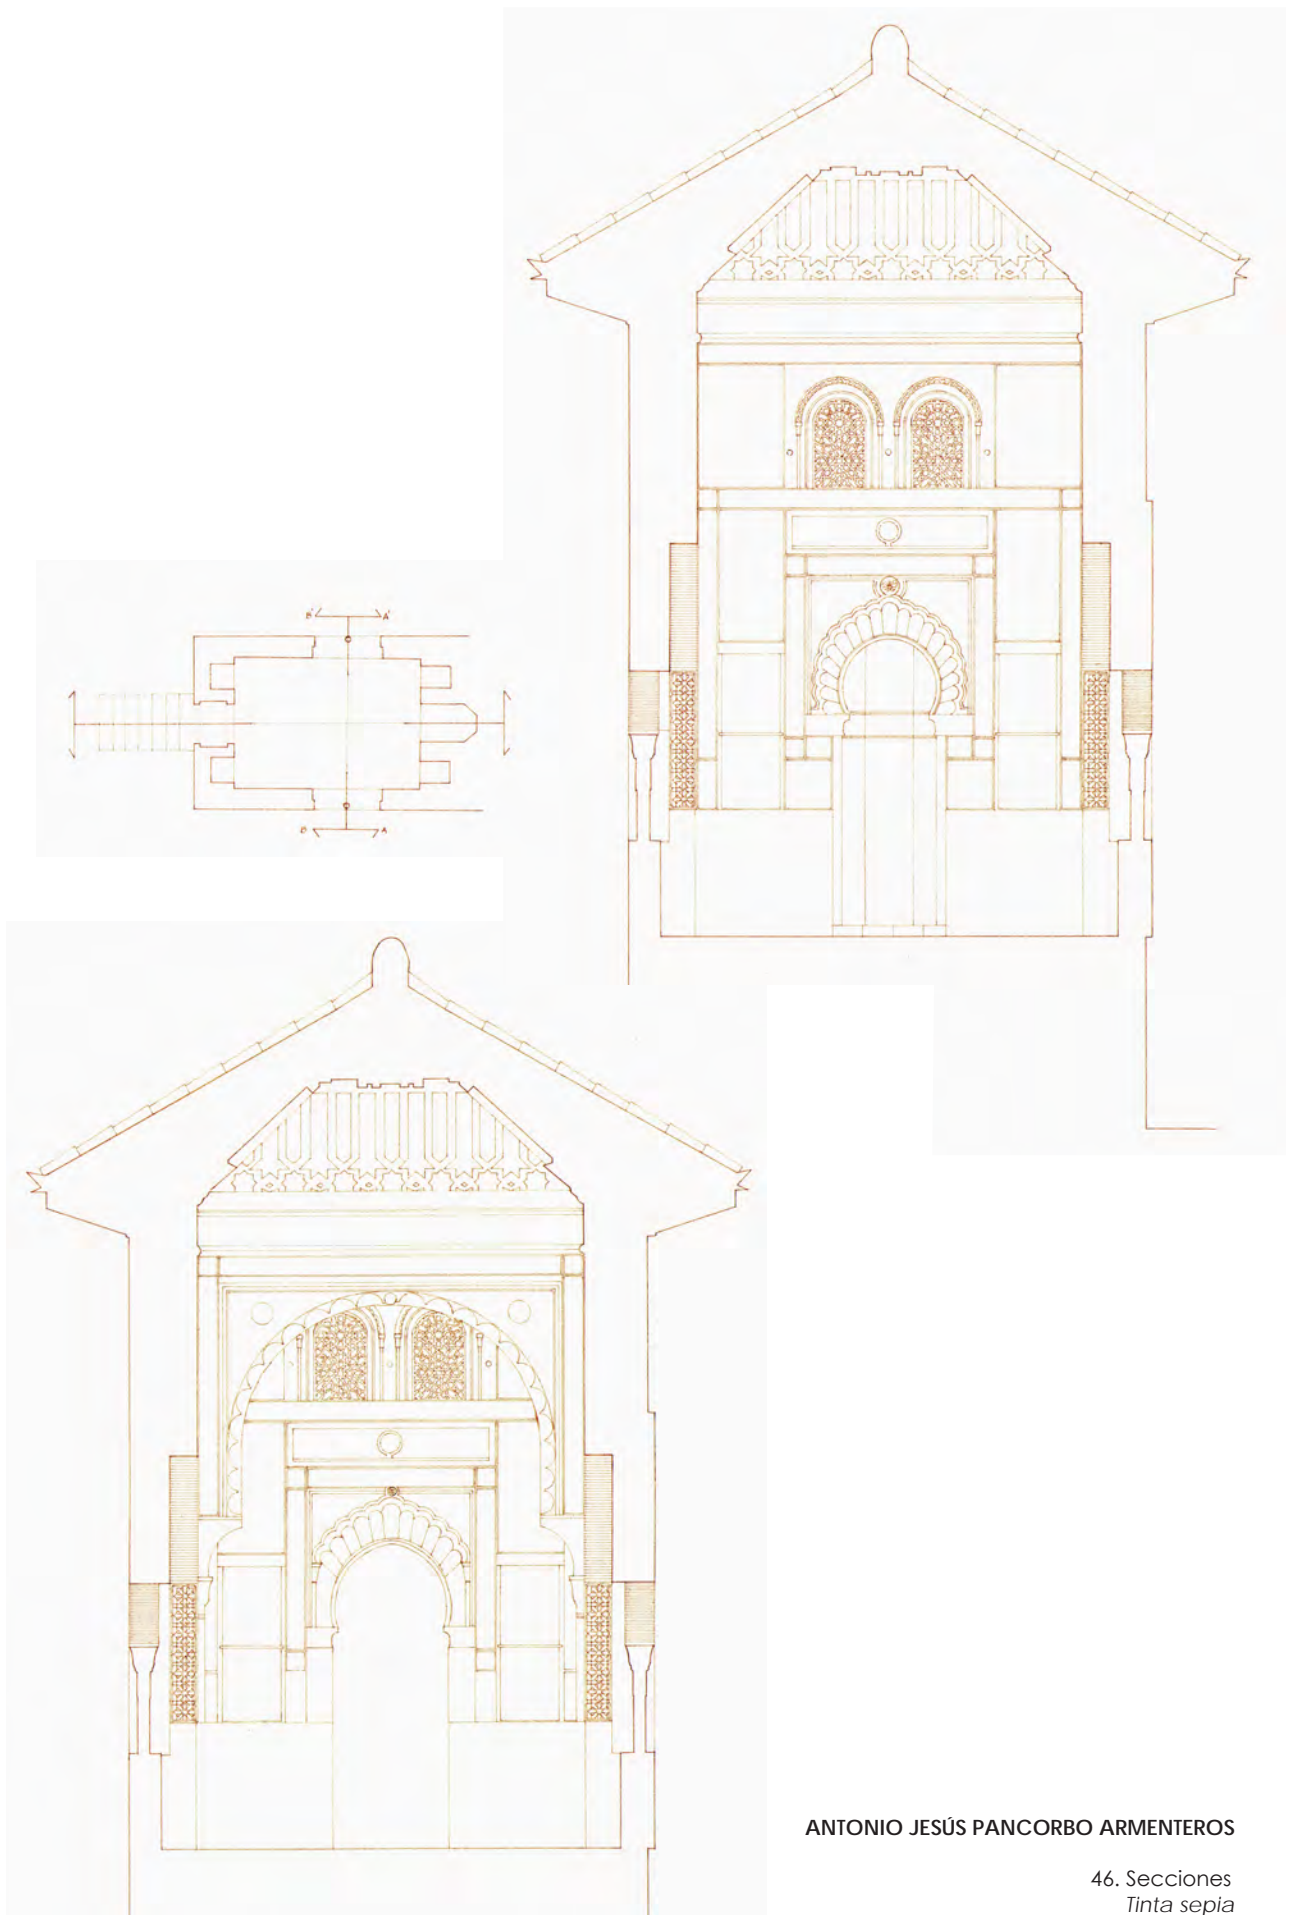 B' A'
B A
ANTONIO JESÚS PANCORBO ARMENTEROS
46. Secciones
Tinta sepia